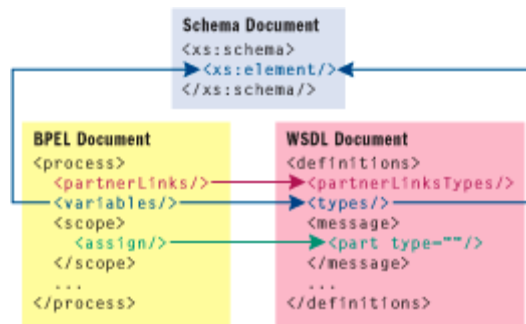 Schema Document
<xs:schema>
<xs:element/>
</xs:schema/>
BPEL Document
<process>
<partnerLinks/>
<variables/>
<scope>
<assign/>
</scope>
...
</process>
WSDL Document
<definitions>
<partnerLinksTypes/>
<types/>
<message>
<part type=""/>
</message>
...
</definitions>